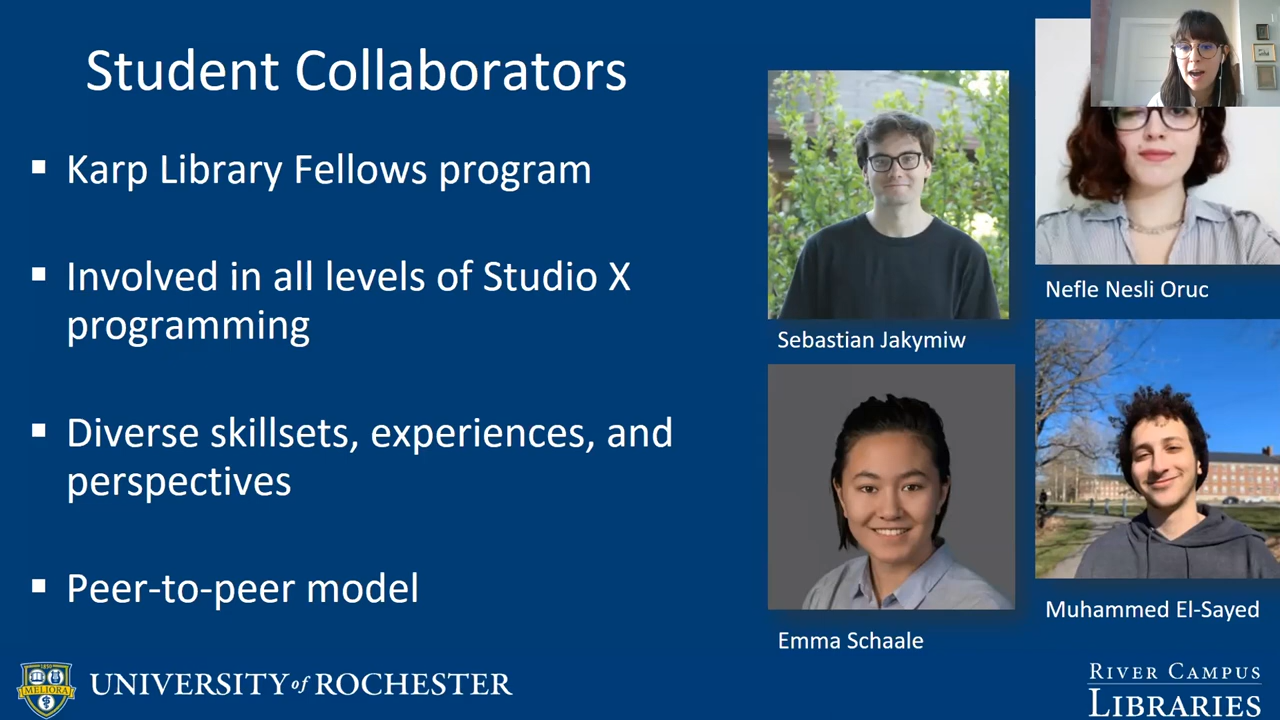 Student Collaborators
▪ Karp Library Fellows program
▪ Involved in all levels of Studio X
programming
▪ Diverse skillsets, experiences, and
perspectives
▪ Peer-to-peer model
Sebastian Jakymiw
Nefle Nesli Oruc
Emma Schaale
Muhammed El-Sayed
1850
MELIORA
UNIVERSITY of ROCHESTER
RIVER CAMPUS
LIBRARIES